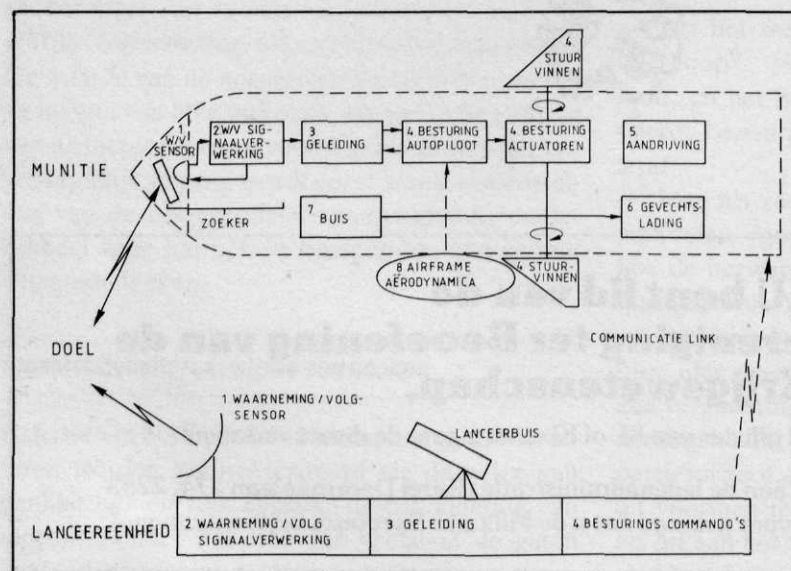 4.
STUUR
VINNEN
1
W/V
SENSOR
2 W/V SIG-
NAALVER-
WERKING
3
GELEIDING
4. BESTURING
AUTOPILOOT
4. BESTURING
ACTUATOREN
5
AANDRIJVING
MUNITIE
ZOEKER
7
BUIS
6. GEVECHTS-
LADING
8 AIRFRAME
AERODYNAMICA
4 STUUR-
VINNEN
DOEL
COMMUNICATIE LINK
1 WAARNEMING/VOLG-
SENSOR
LANCEERBUIS
LANCEEREENHEID
2 WAARNEMING/VOLG
SIGNAALVERWERKING
3 GELEIDING
4. BESTURINGS COMMANDO'S